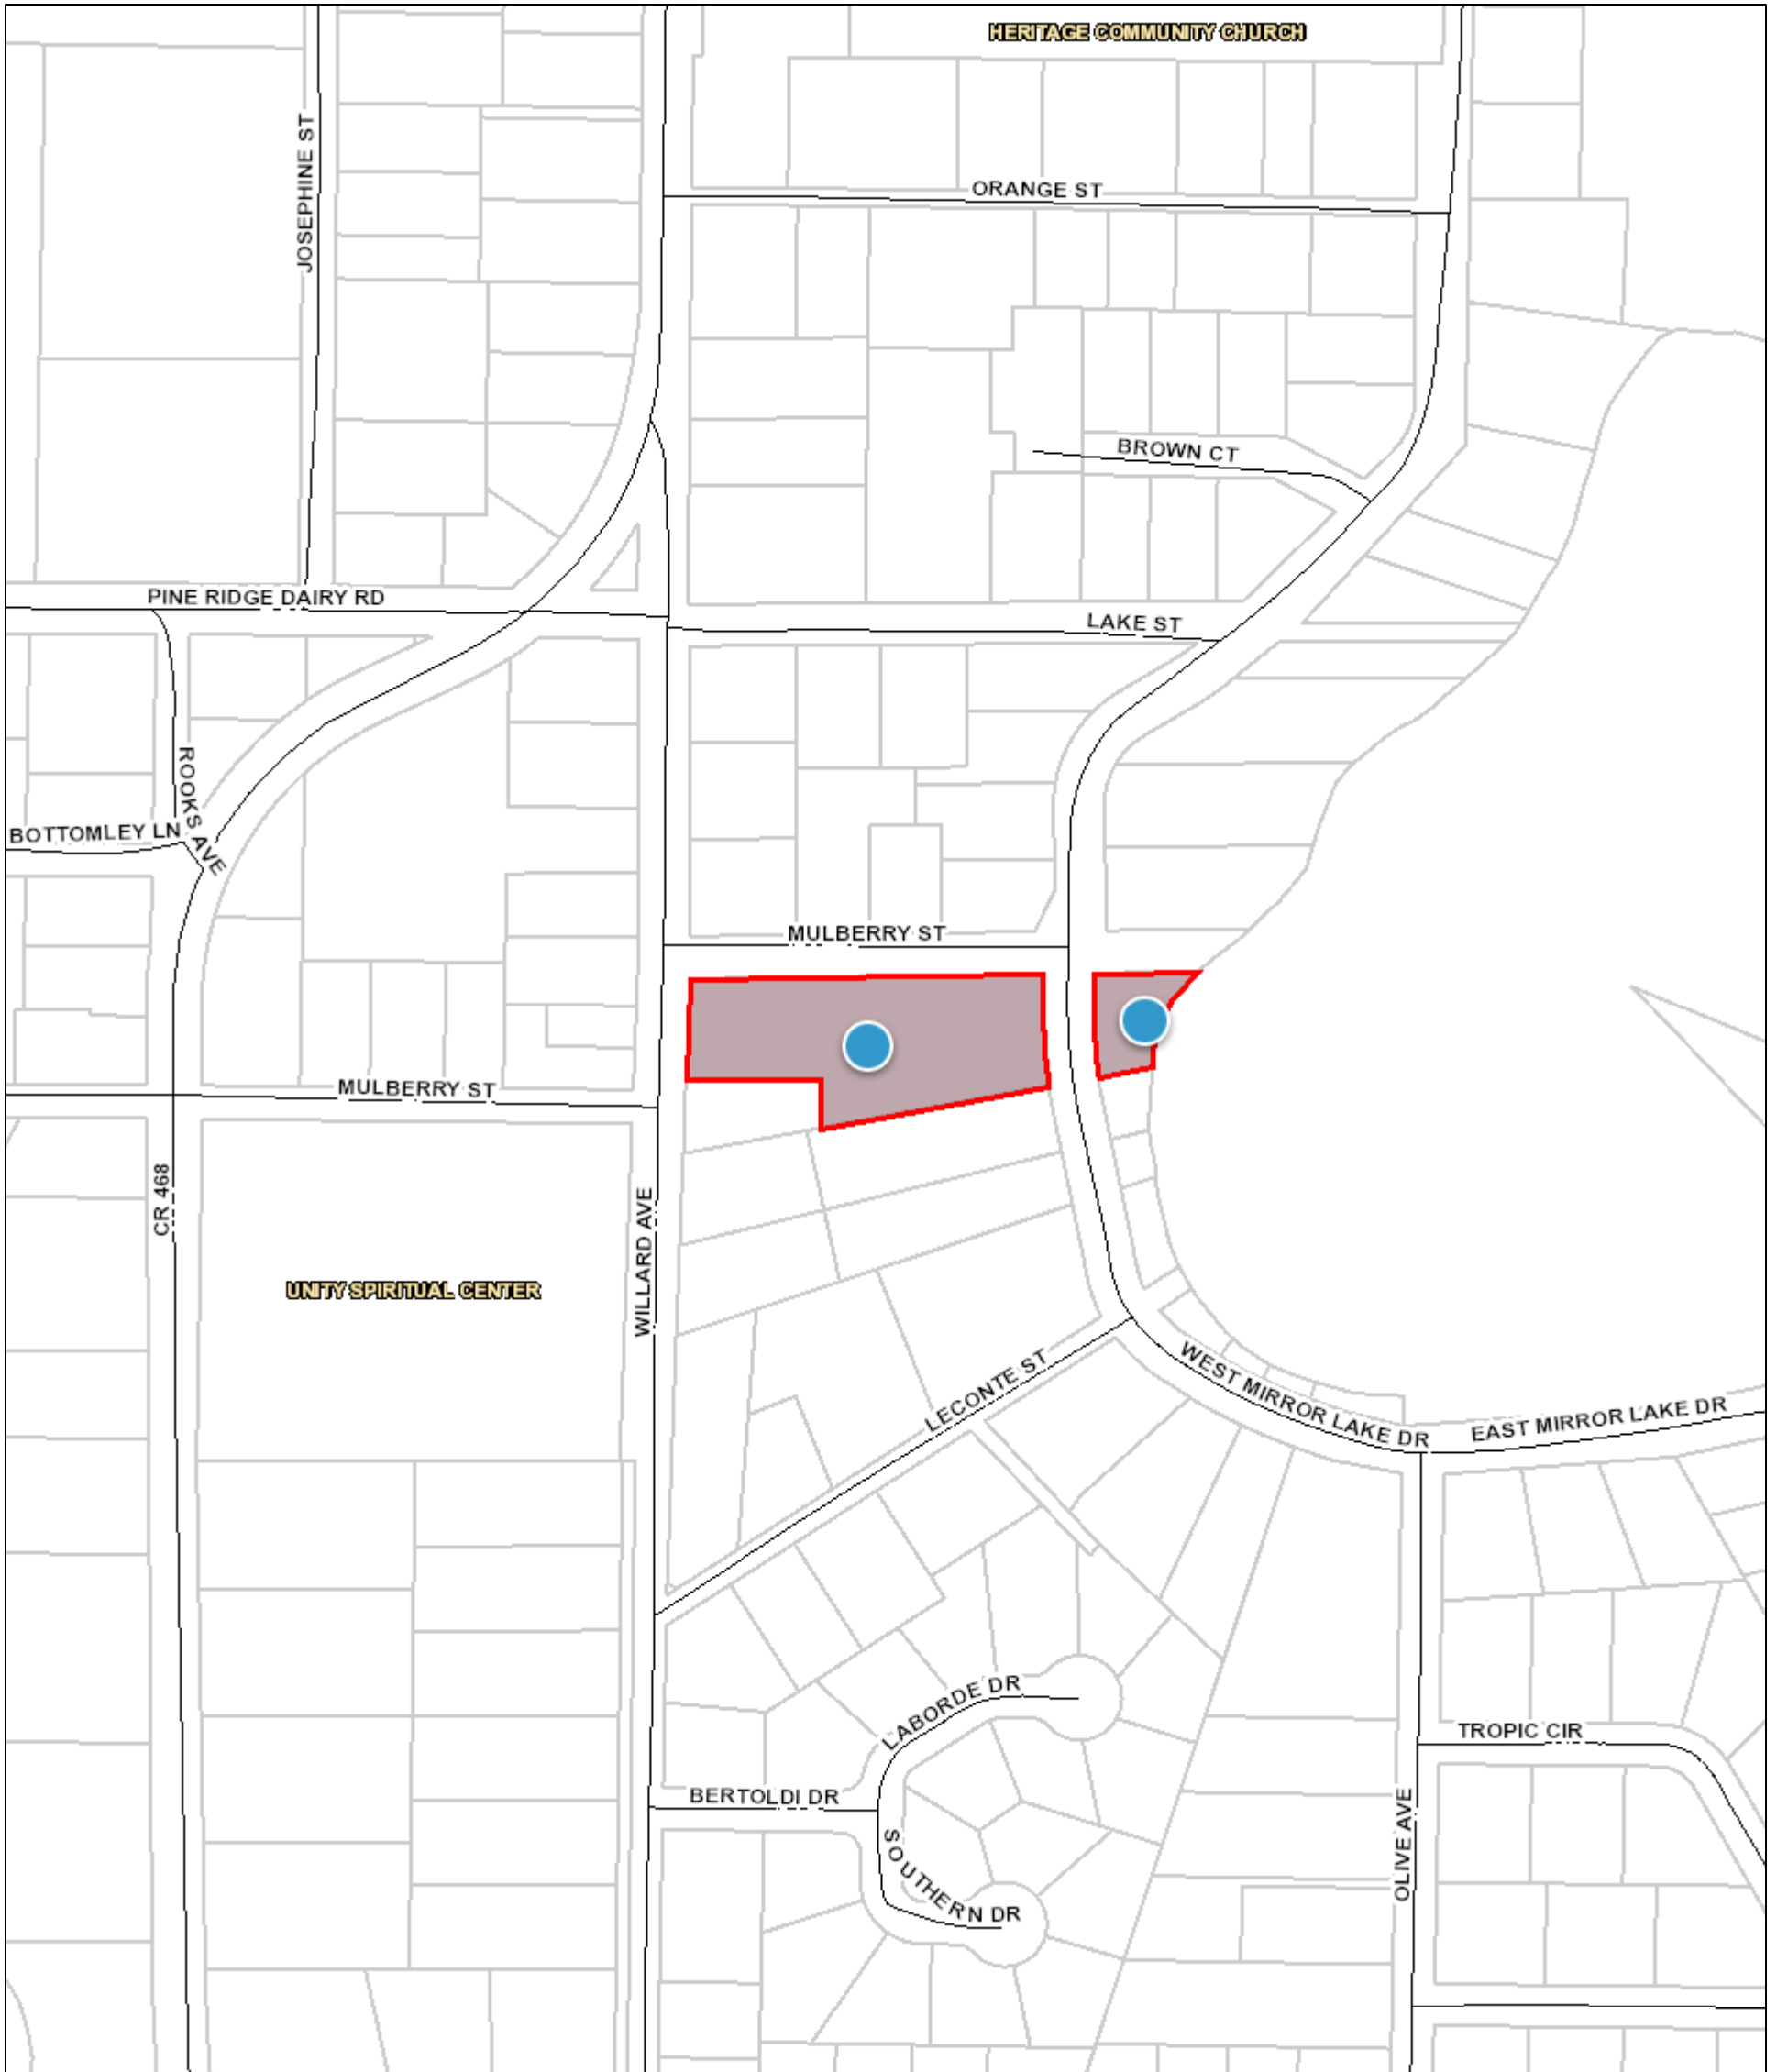 HERITAGE COMMUNITY CHURCH
JOSEPHINE ST
ORANGE ST
BROWN CT
PINE RIDGE DAIRY RD
LAKE ST
ROOKS AVE
BOTTOMLEY LN
MULBERRY ST
MULBERRY ST
CR 468
WILLARD AVE
UNITY SPIRITUAL CENTER
LECONTE ST
WEST MIRROR LAKE DR
EAST MIRROR LAKE DR
LABORDE DR
TROPIC CIR
BERTOLDI DR
OLIVE AVE
SOUTHERN DR